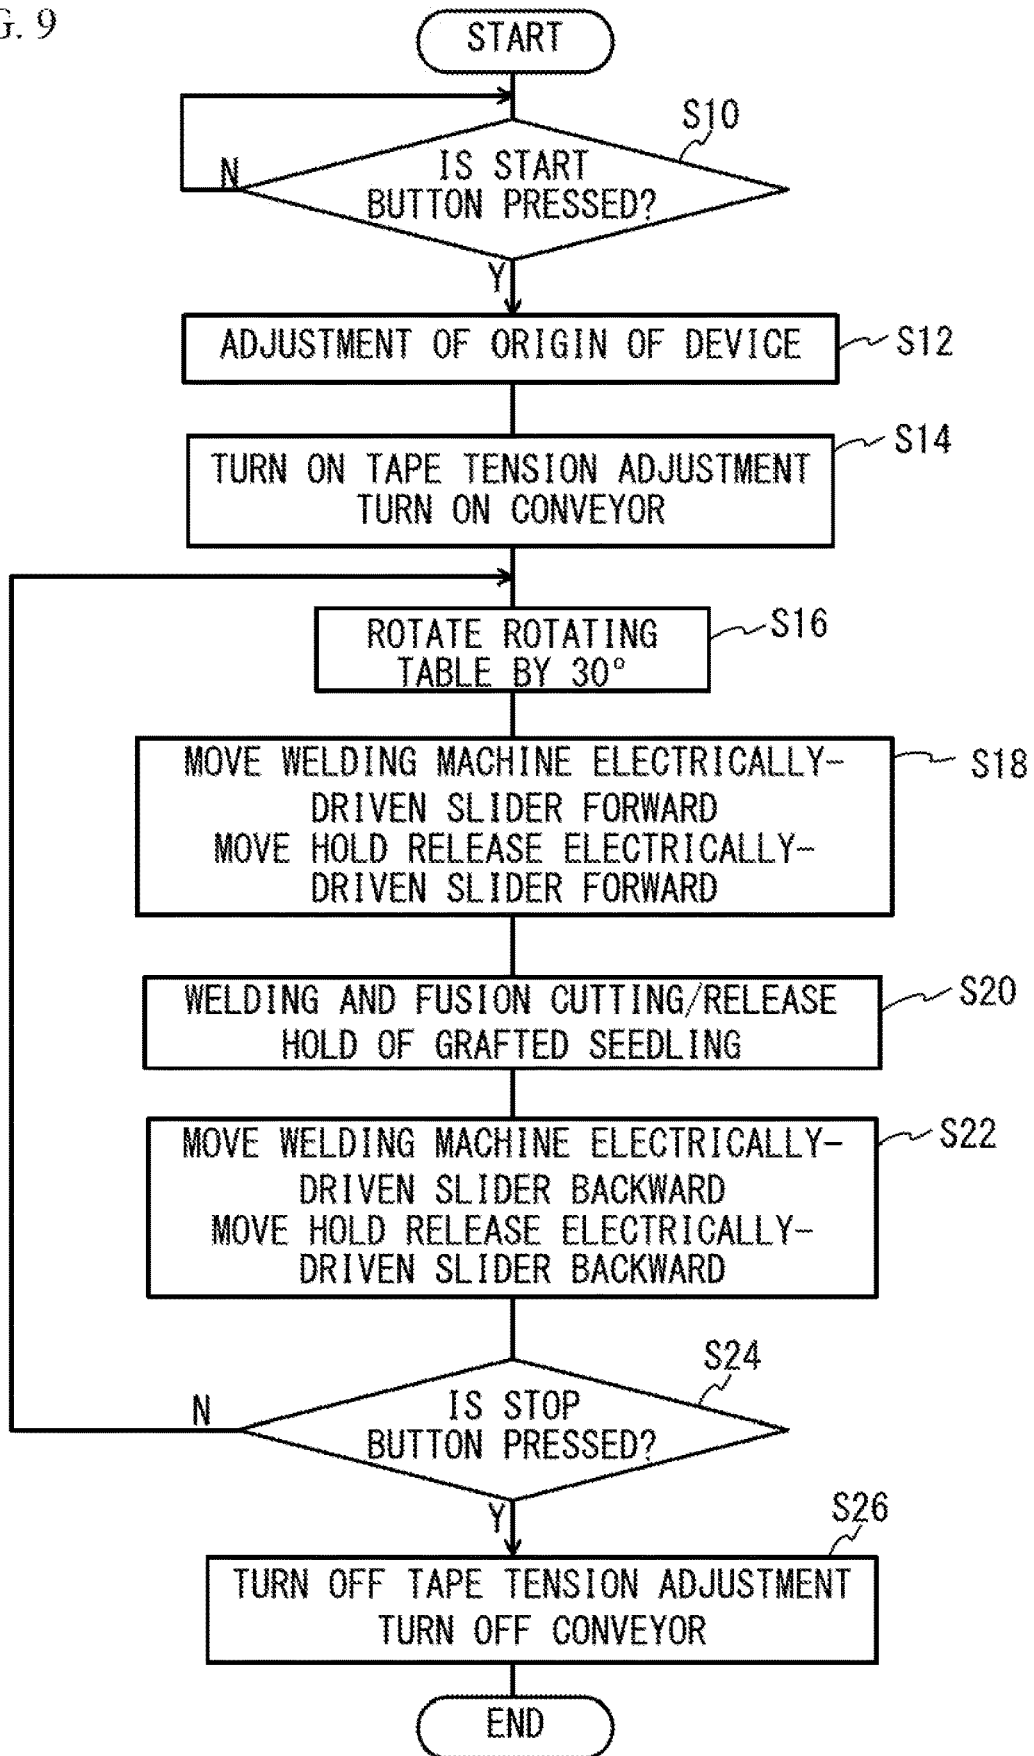 G. 9
START
S10
N
IS START
BUTTON PRESSED?
Y
ADJUSTMENT OF ORIGIN OF DEVICE
S12
S14
TURN ON TAPE TENSION ADJUSTMENT
TURN ON CONVEYOR
S16
ROTATE ROTATING
TABLE BY 30°
MOVE WELDING MACHINE ELECTRICALLY-
S18
DRIVEN SLIDER FORWARD
MOVE HOLD RELEASE ELECTRICALLY-
DRIVEN SLIDER FORWARD
WELDING AND FUSION CUTTING/RELEASE
S20
HOLD OF GRAFTED SEEDLING
MOVE WELDING MACHINE ELECTRICALLY-
S22
DRIVEN SLIDER BACKWARD
MOVE HOLD RELEASE ELECTRICALLY-
DRIVEN SLIDER BACKWARD
S24
N
IS STOP
BUTTON PRESSED?
Y
S26
TURN OFF TAPE TENSION ADJUSTMENT
TURN OFF CONVEYOR
END